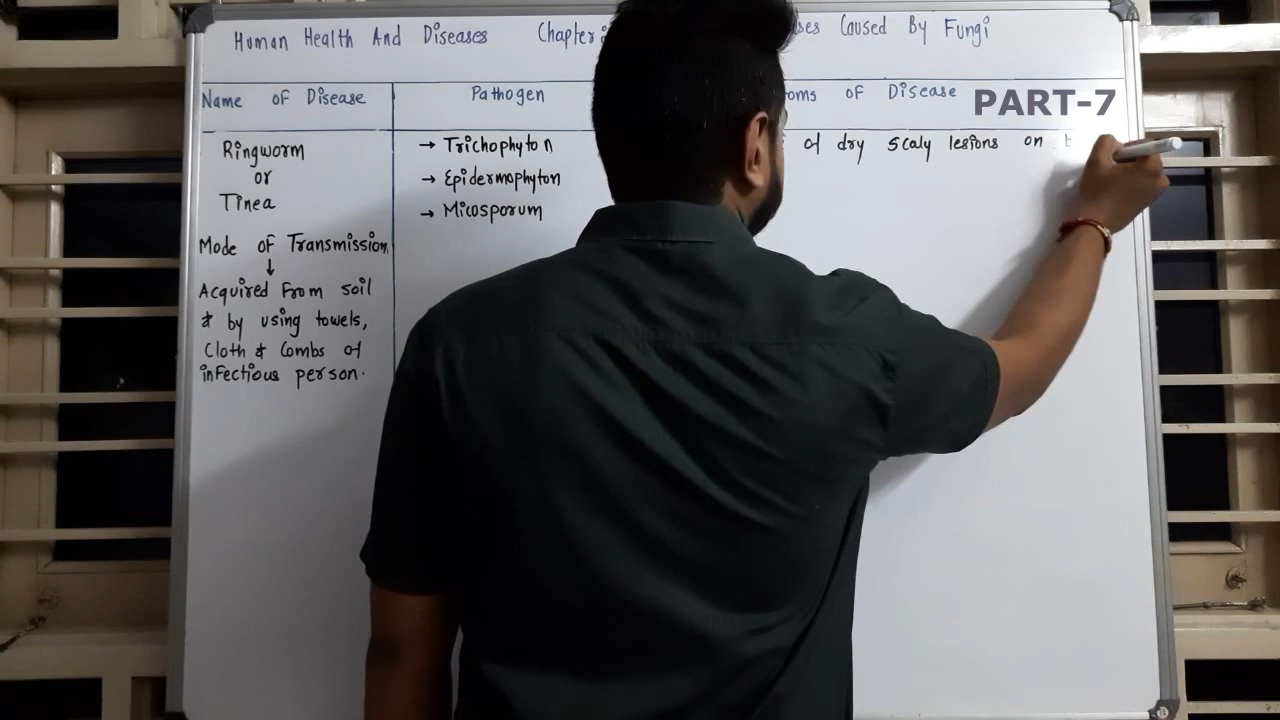 Human Health And Diseases Chapter Caused By Fungi
Name of Disease Pathogen of Disease PART-7
Ringworm
or
Tinea
→ Trichophyton
→ Epidermophyton
→ Micosporum
of dry scaly lesions on
Mode of Transmission
↓
Acquired From soil
& by using towels,
Cloth & Combs of
infectious person.